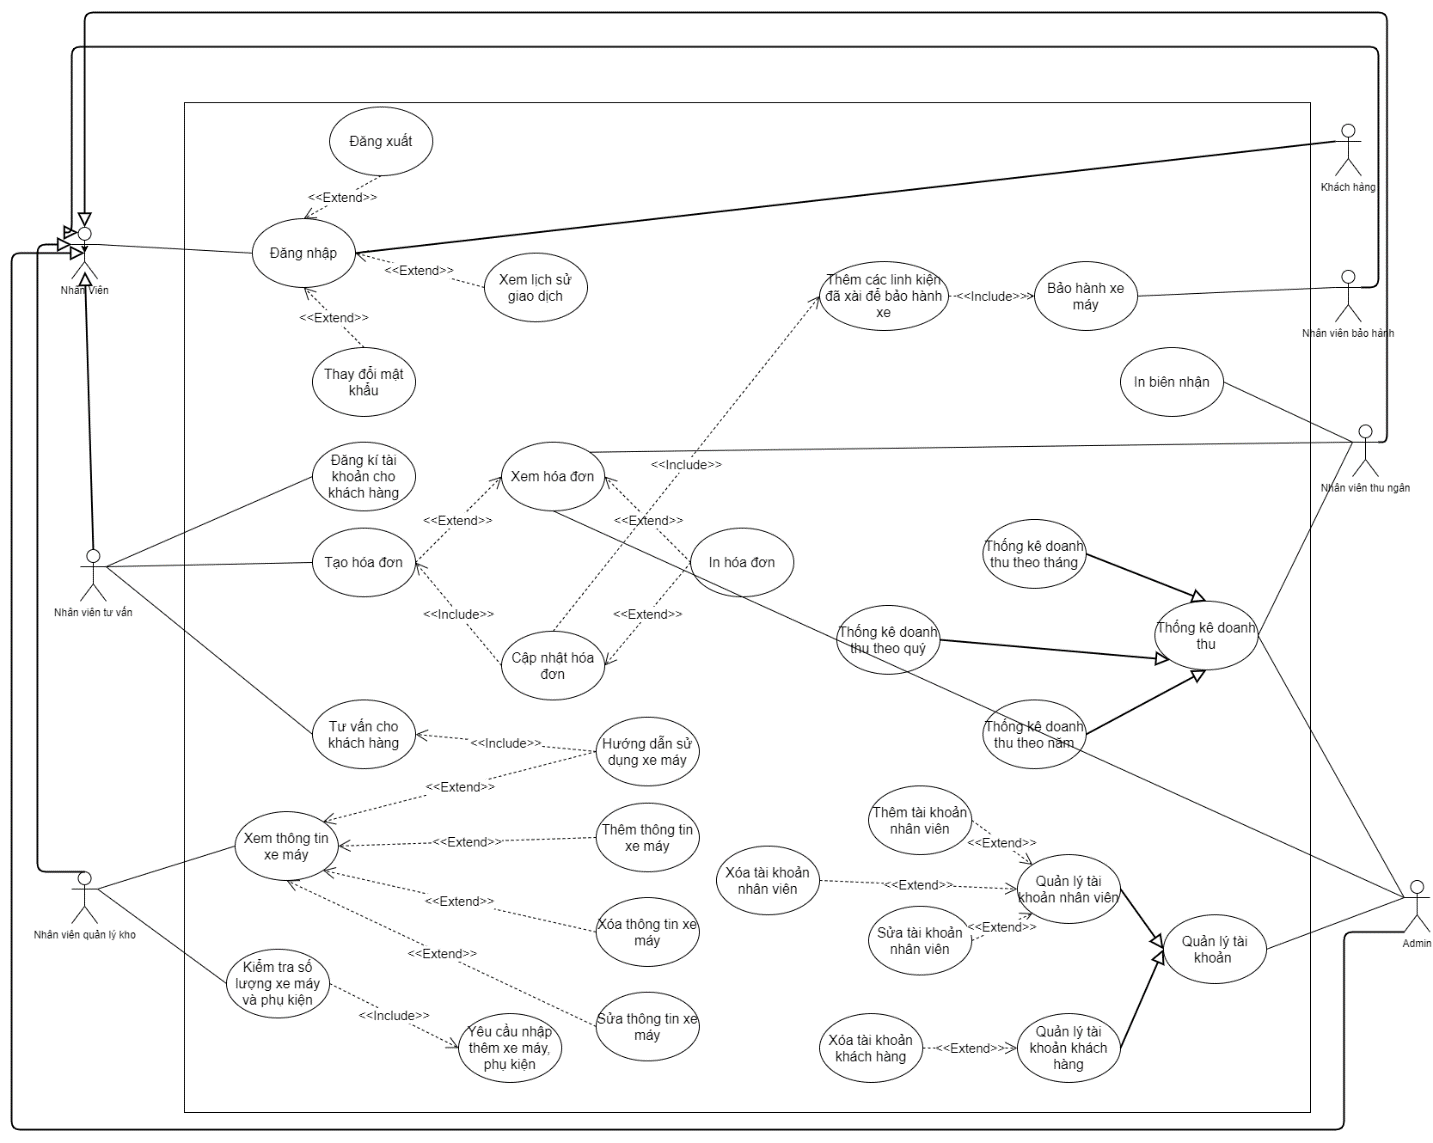 Đăng xuất
<<Extend>>
Khách hàng
Đăng nhập
<<Extend>>
Xem lịch sử
giao dịch
Nhân Viên
<<Extend>>
Thay đổi mật
khẩu
Thêm các linh kiện
đã xài để bảo hành
xe
<<Include>>
Bảo hành xe
máy
Nhân viên bảo hành
In biên nhận
Đăng kí tài
khoản cho
khách hàng
Xem hóa đơn
<<Include>>
Nhân viên thu ngân
<<Extend>>
<<Extend>>
Tạo hóa đơn
In hóa đơn
Thống kê doanh
thu theo tháng
Nhân viên tư vấn
<<Include>>
<<Extend>>
Thống kê doanh
thu theo quý
Thống kê doanh
thu
Cập nhật hóa
đơn
Tư vấn cho
khách hàng
<<Include>>
Hướng dẫn sử
dụng xe máy
Thống kê doanh
thu theo năm
<<Extend>>
Xem thông tin
xe máy
<<Extend>>
Thêm thông tin
xe máy
Thêm tài khoản
nhân viên
<<Extend>>
Xóa tài khoản
nhân viên
<<Extend>>
Quản lý tài
khoản nhân viên
<<Extend>>
Xóa thông tin xe
máy
Sửa tài khoản
nhân viên
<<Extend>>
Nhân viên quản lý kho
<<Extend>>
Quản lý tài
khoản
Admin
Kiểm tra số
lượng xe máy
và phụ kiện
<<Include>>
Sửa thông tin xe
máy
Yêu cầu nhập
thêm xe máy,
phụ kiện
Xóa tài khoản
khách hàng
<<Extend>>
Quản lý tài
khoản khách
hàng